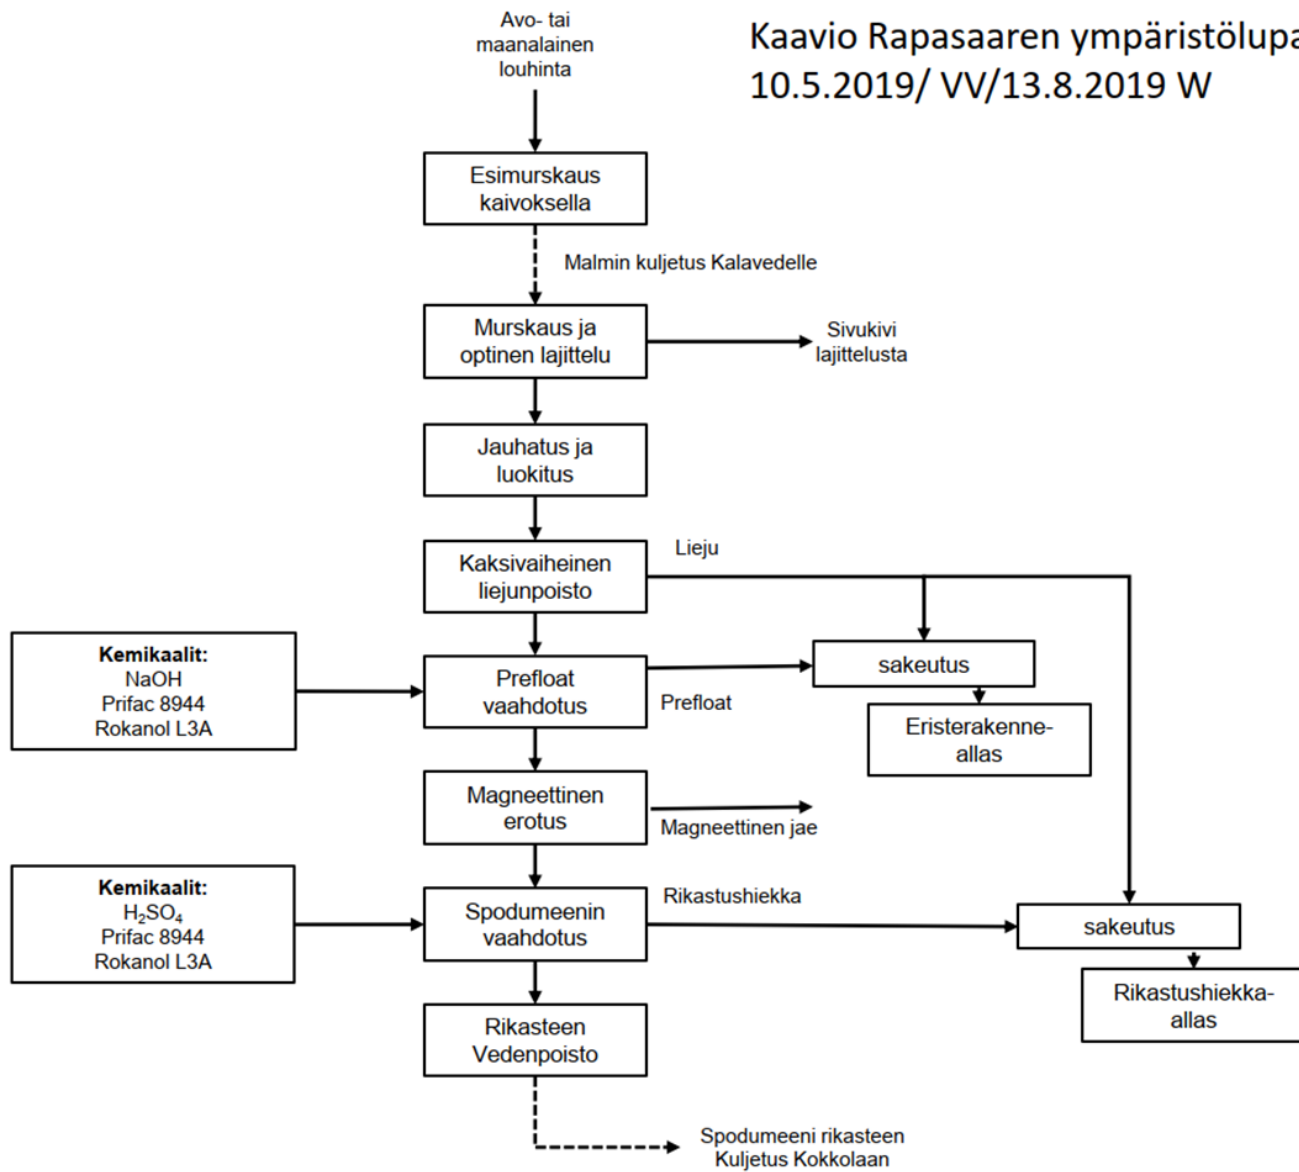 Avo- tai
maanalainen
louhinta
Kaavio Rapasaaren ympäristölupa
10.5.2019/ VV/13.8.2019 W
Esimurskaus
kaivoksella
Malmin kuljetus Kalavedelle
Murskaus ja
optinen lajittelu
Sivukivi
lajittelusta
Jauhatus ja
luokitus
Kaksivaiheinen
liejunpoisto
Lieju
Kemikaalit:
NaOH
Prifac 8944
Rokanol L3A
Prefloat
vaahdotus
Prefloat
sakeutus
Eristerakenne-
allas
Magneettinen
erotus
Magneettinen jae
Kemikaalit:
H₂SO₄
Prifac 8944
Rokanol L3A
Spodumeenin
vaahdotus
Rikastushiekka
sakeutus
Rikastushiekka-
allas
Rikasteen
Vedenpoisto
Spodumeeni rikasteen
Kuljetus Kokkolaan